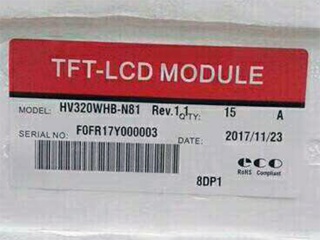 TFT-LCD MODULE
MODEL: HV320WHB-N81 Rev.1.1 Q'TY: 15 A
SERIAL NO: F0FR17Y000003 DATE: 2017/11/23
eco
RoHS Compliant
8DP1